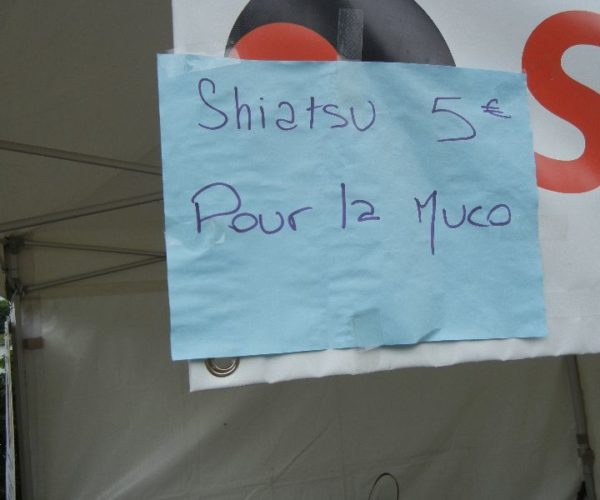 Shiatsu 5€
Pour la Muco
S